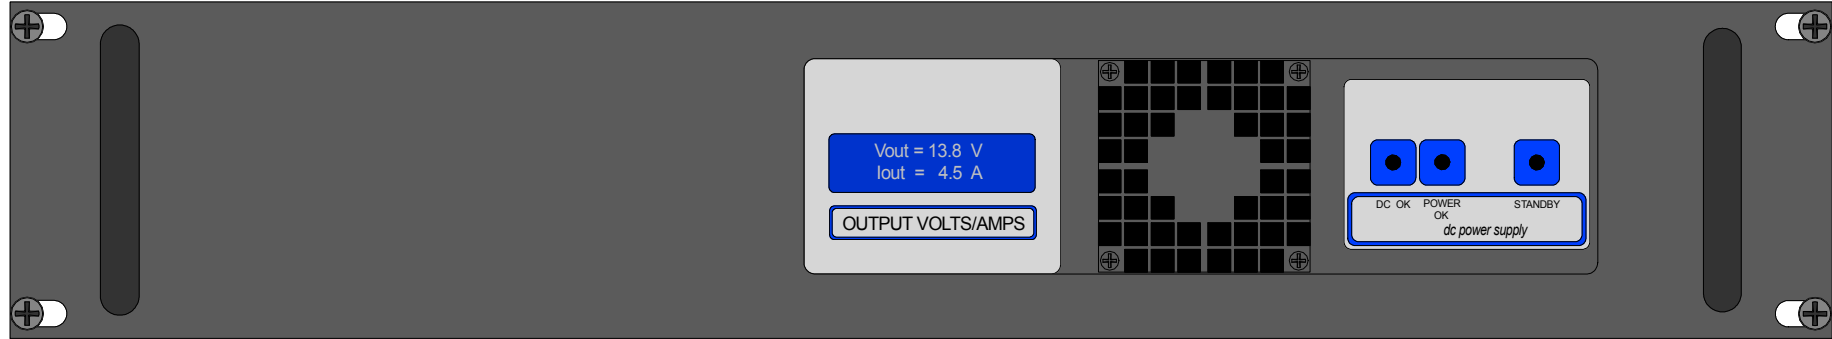 Vout = 13.8 V
Iout = 4.5 A
OUTPUT VOLTS/AMPS
DC OK
POWER
OK
STANDBY
dc power supply